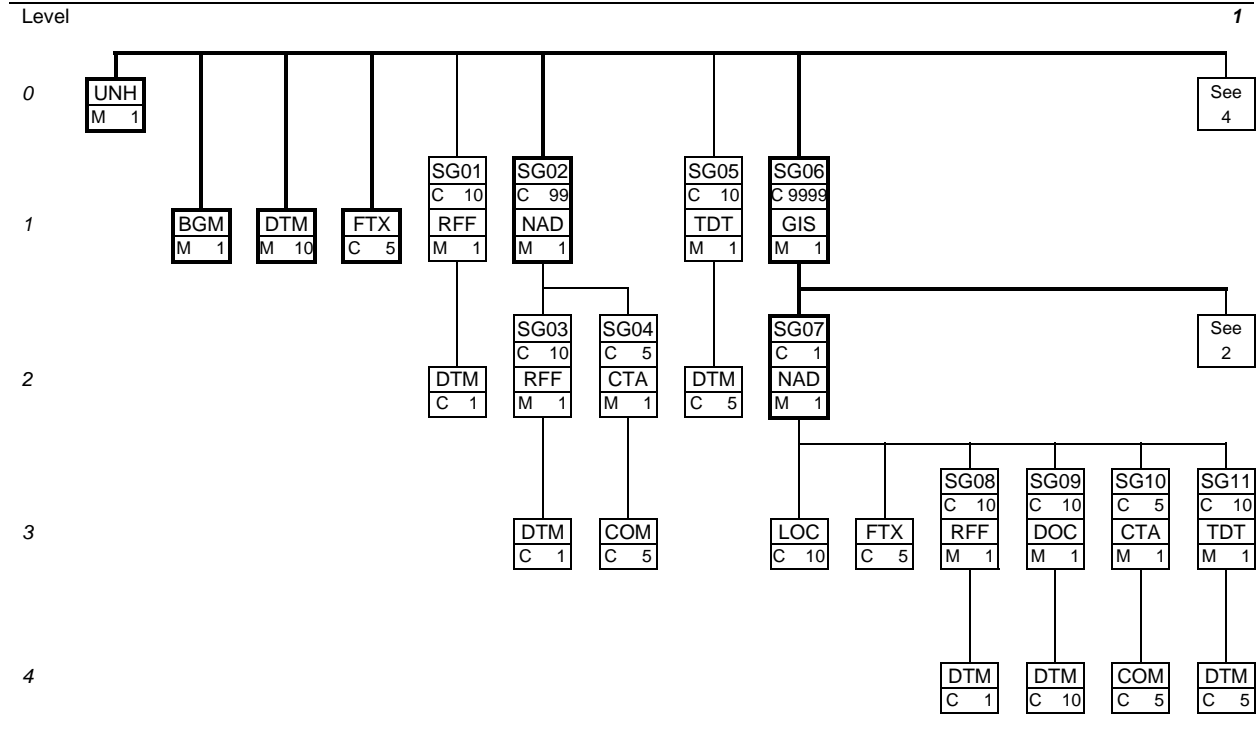 Level 1
0
UNH
M 1
See
4
SG01 SG02 SG05 SG06
C 10 C 99 C 10 C 9999
1
BGM DTM FTX RFF NAD TDT GIS
M 1 M 10 C 5 M 1 M 1 M 1 M 1
SG03 SG04 SG07 See
C 10 C 5 C 1 2
2
DTM RFF CTA DTM NAD
C 1 M 1 M 1 C 5 M 1
SG08 SG09 SG10 SG11
C 10 C 10 C 5 C 10
3
DTM COM LOC FTX RFF DOC CTA TDT
C 1 C 5 C 10 C 5 M 1 M 1 M 1 M 1
4
DTM DTM COM DTM
C 1 C 10 C 5 C 5